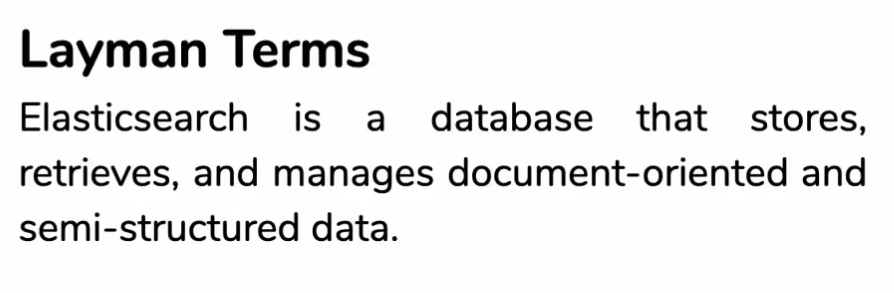 Layman Terms
Elasticsearch is a database that stores,
retrieves, and manages document-oriented and
semi-structured data.